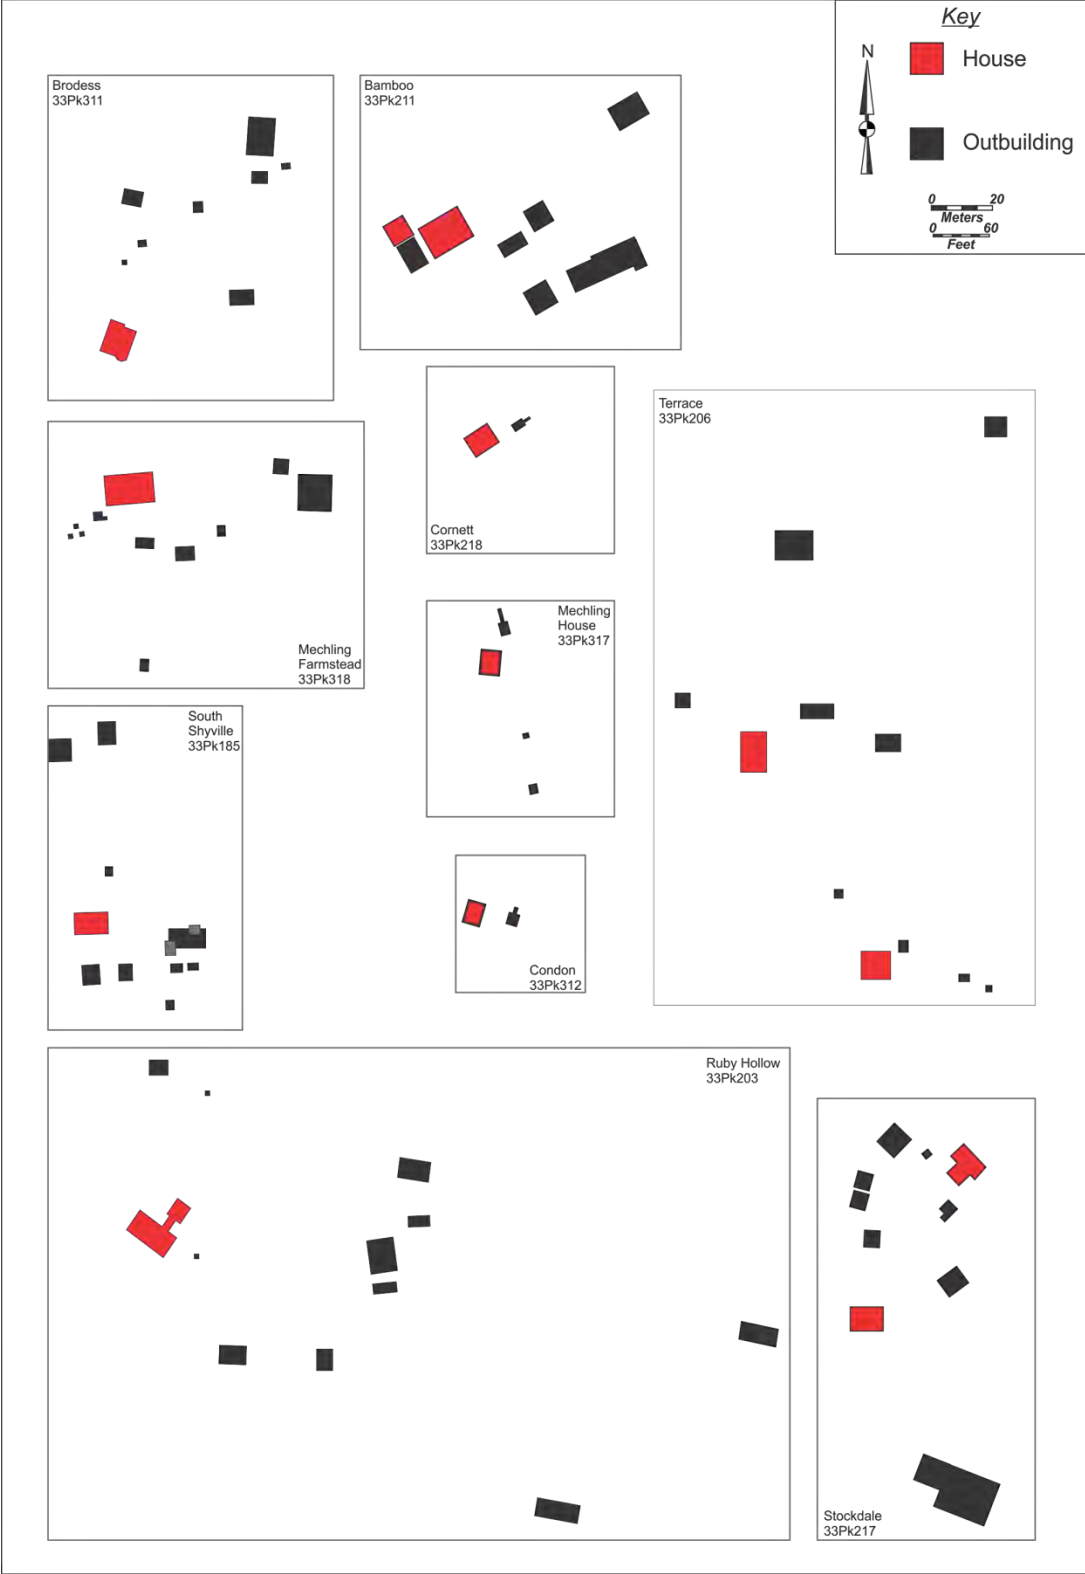 Key
N
House
Outbuilding
0 20
Meters
0 60
Feet
Brodess
33Pk311
Bamboo
33Pk211
Terrace
33Pk206
Cornett
33Pk218
Mechling
Farmstead
33Pk318
Mechling
House
33Pk317
South
Shyville
33Pk185
Condon
33Pk312
Ruby Hollow
33Pk203
Stockdale
33Pk217